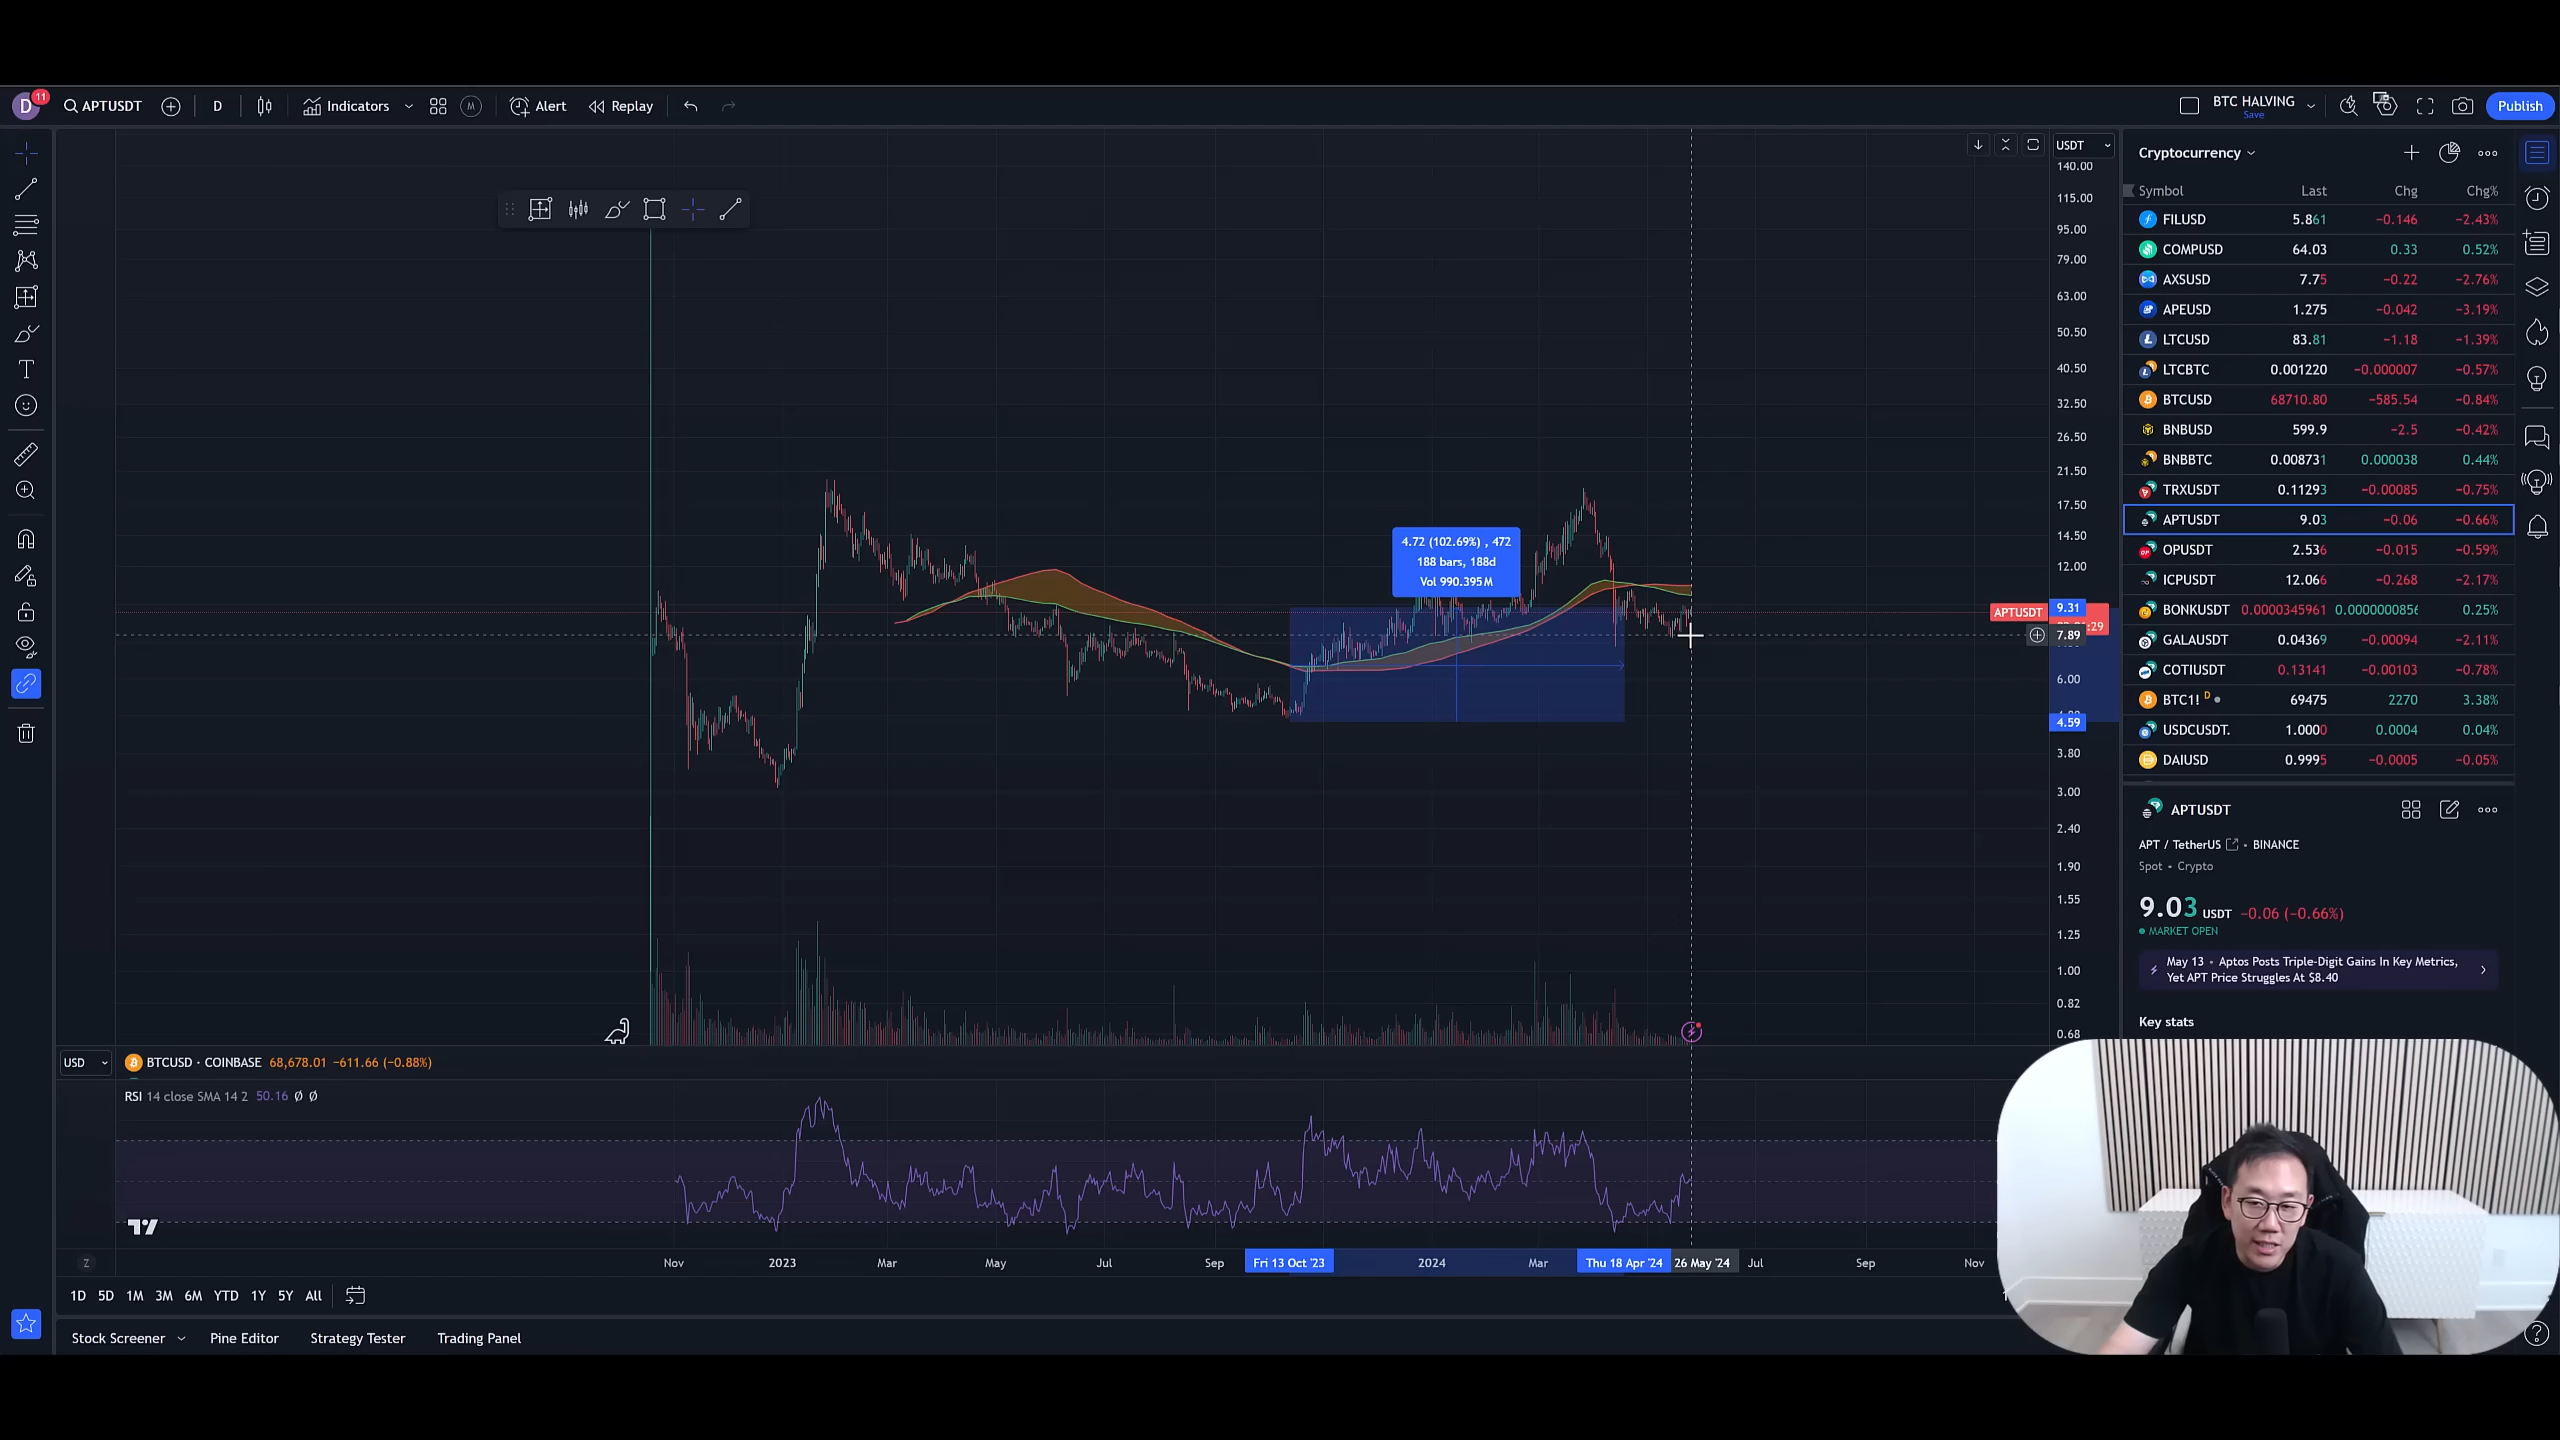 D 11 APTUSDT D Indicators M Alert Replay BTC HALVING Save Publish
USDT
140.00
115.00
95.00
79.00
63.00
50.50
40.50
32.50
26.50
21.50
17.50
14.50
12.00
APTUSDT 9.31
:29
7.89
6.00
4.59
3.80
3.00
2.40
1.90
1.55
1.25
1.00
0.82
0.68
4.72 (102.69%) , 472
188 bars, 188d
Vol 990.395M
Cryptocurrency
Symbol Last Chg Chg%
FILUSD 5.861 −0.146 −2.43%
COMPUSD 64.03 0.33 0.52%
AXSUSD 7.75 −0.22 −2.76%
APEUSD 1.275 −0.042 −3.19%
LTCUSD 83.81 −1.18 −1.39%
LTCBTC 0.001220 −0.000007 −0.57%
BTCUSD 68710.80 −585.54 −0.84%
BNBUSD 599.9 −2.5 −0.42%
BNBBTC 0.008731 0.000038 0.44%
TRXUSDT 0.11293 −0.00085 −0.75%
APTUSDT 9.03 −0.06 −0.66%
OPUSDT 2.536 −0.015 −0.59%
ICPUSDT 12.066 −0.268 −2.17%
BONKUSDT 0.0000345961 0.0000000856 0.25%
GALAUSDT 0.04369 −0.00094 −2.11%
COTIUSDT 0.13141 −0.00103 −0.78%
BTC1! D 69475 2270 3.38%
USDCUSDT. 1.0000 0.0004 0.04%
DAIUSD 0.9995 −0.0005 −0.05%
APTUSDT
APT / TetherUS • BINANCE
Spot • Crypto
9.03 USDT −0.06 (−0.66%)
MARKET OPEN
May 13 • Aptos Posts Triple-Digit Gains In Key Metrics,
Yet APT Price Struggles At $8.40
Key stats
USD BTCUSD · COINBASE 68,678.01 −611.66 (−0.88%)
RSI 14 close SMA 14 2 50.16 Ø Ø
Z Nov 2023 Mar May Jul Sep Fri 13 Oct '23 2024 Mar Thu 18 Apr '24 26 May '24 Jul Sep Nov
1D 5D 1M 3M 6M YTD 1Y 5Y All
Stock Screener Pine Editor Strategy Tester Trading Panel